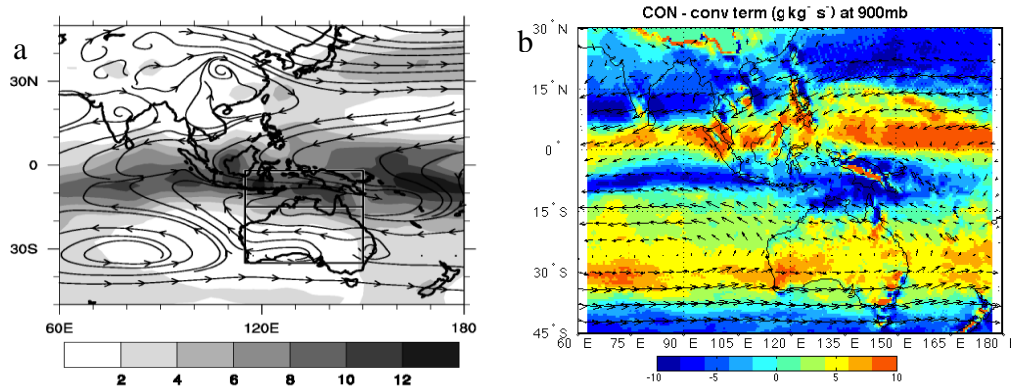 a
30N
0
30S
60E 120E 180
2 4 6 8 10 12
CON - conv term (g kg⁻ s⁻) at 900mb
b
30° N
15° N
0°
15° S
30° S
45° S
60 E 75 E 90 E 105 E 120 E 135 E 150 E 165 E 180 E
-10 -5 0 5 10